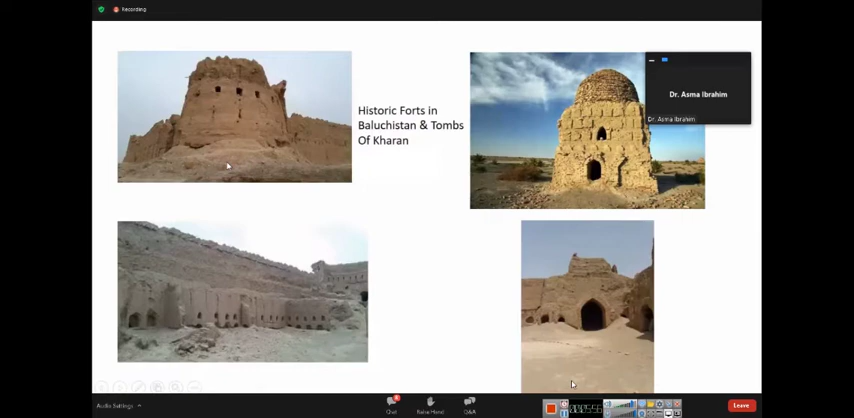 Recording
Historic Forts in
Baluchistan & Tombs
Of Kharan
Dr. Asma Ibrahim
Dr. Asma Ibrahim
Audio Settings
Chat
Raise Hand
Q&A
Leave